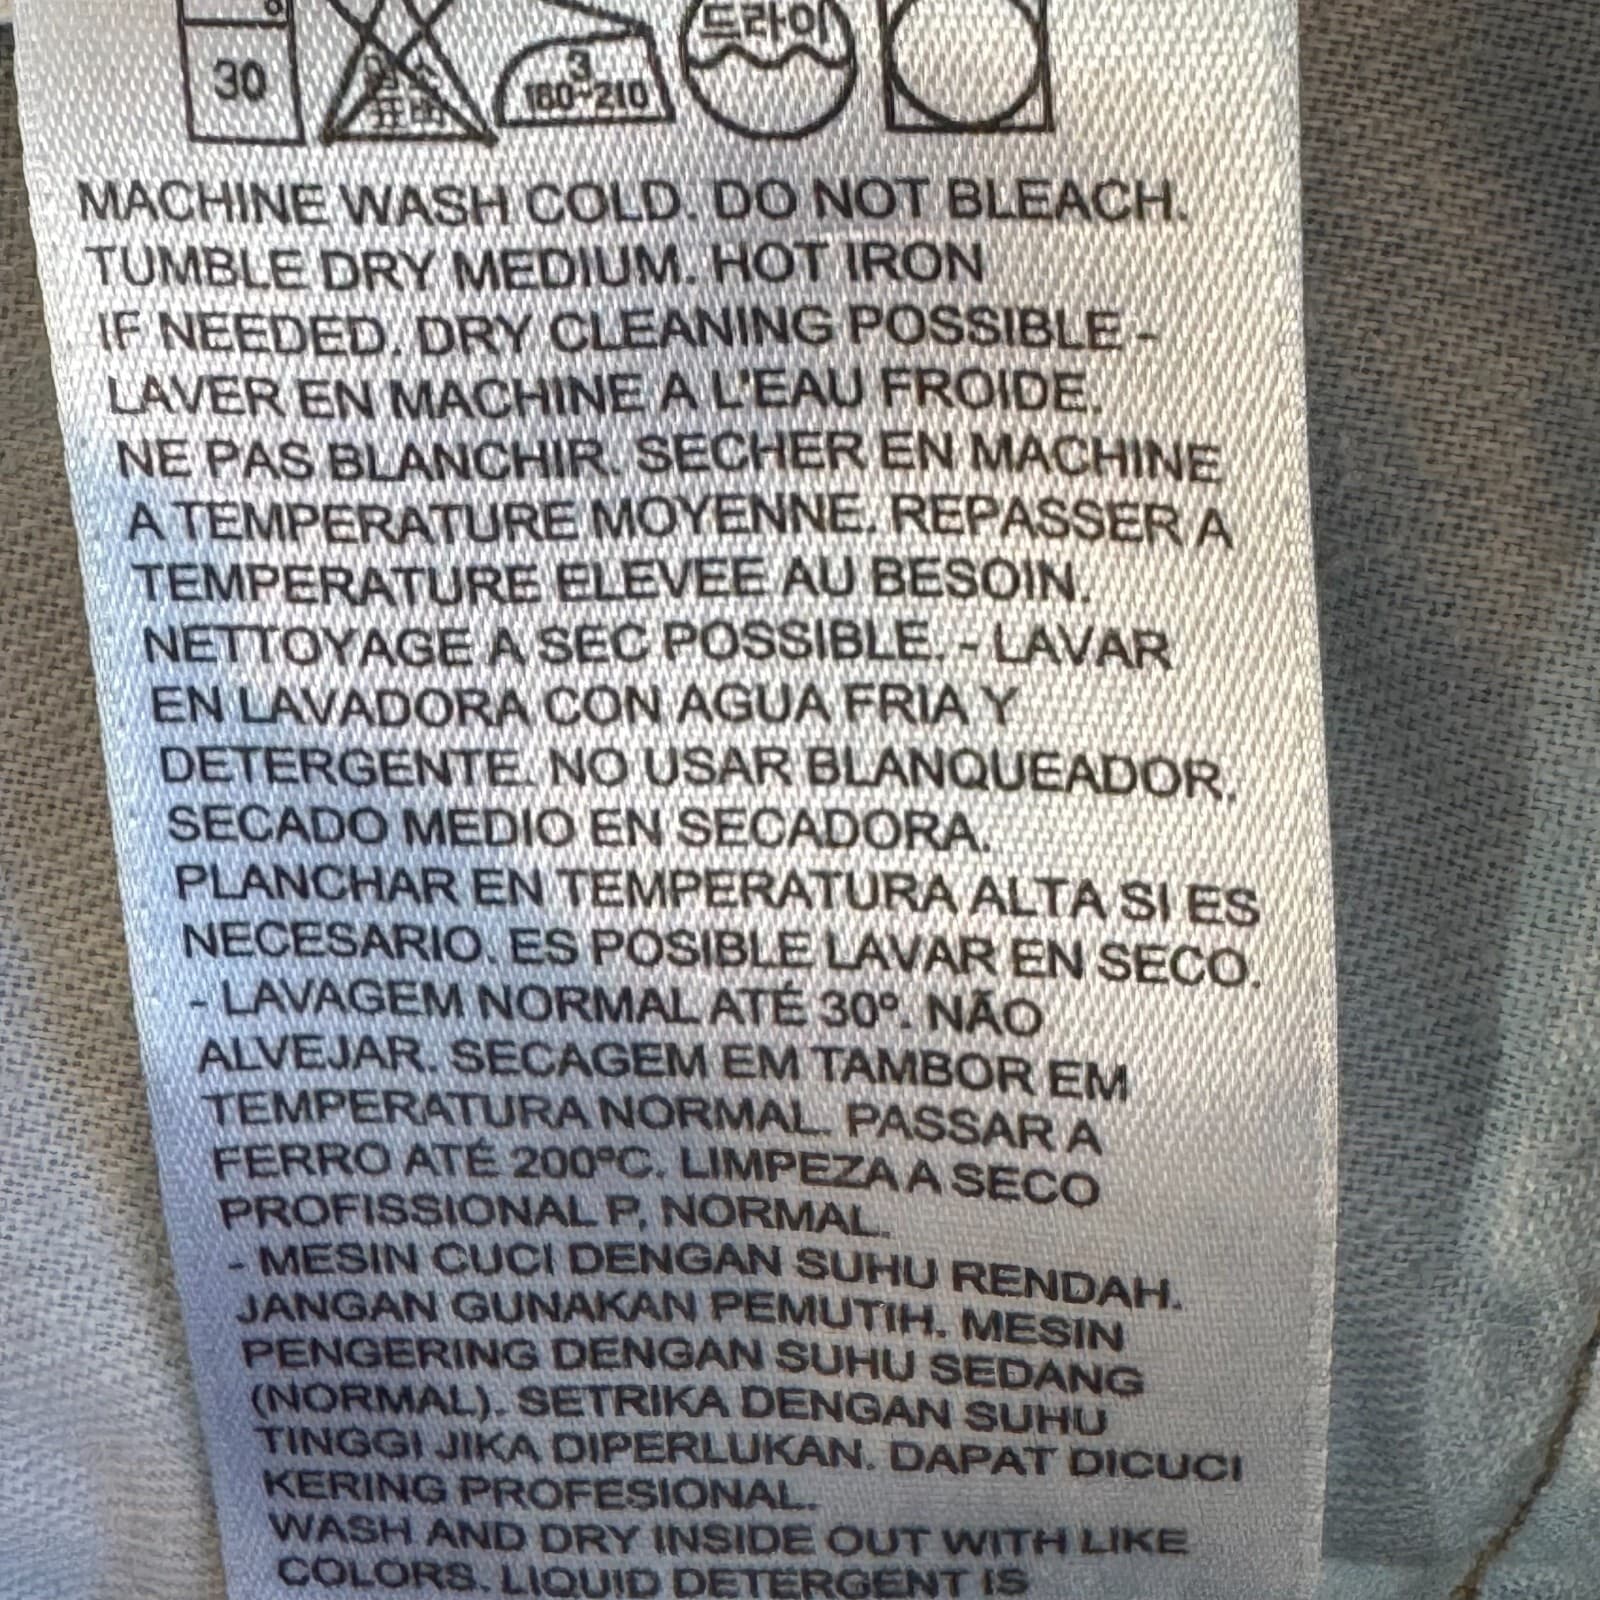 30
3
180~210
드라이
MACHINE WASH COLD. DO NOT BLEACH.
TUMBLE DRY MEDIUM. HOT IRON
IF NEEDED. DRY CLEANING POSSIBLE -
LAVER EN MACHINE A L'EAU FROIDE.
NE PAS BLANCHIR. SECHER EN MACHINE
A TEMPERATURE MOYENNE. REPASSER A
TEMPERATURE ELEVEE AU BESOIN.
NETTOYAGE A SEC POSSIBLE. - LAVAR
EN LAVADORA CON AGUA FRIA Y
DETERGENTE. NO USAR BLANQUEADOR.
SECADO MEDIO EN SECADORA.
PLANCHAR EN TEMPERATURA ALTA SI ES
NECESARIO. ES POSIBLE LAVAR EN SECO.
- LAVAGEM NORMAL ATÉ 30º. NÃO
ALVEJAR. SECAGEM EM TAMBOR EM
TEMPERATURA NORMAL. PASSAR A
FERRO ATÉ 200ºC. LIMPEZA A SECO
PROFISSIONAL P, NORMAL.
- MESIN CUCI DENGAN SUHU RENDAH.
JANGAN GUNAKAN PEMUTIH. MESIN
PENGERING DENGAN SUHU SEDANG
(NORMAL). SETRIKA DENGAN SUHU
TINGGI JIKA DIPERLUKAN. DAPAT DICUCI
KERING PROFESIONAL.
WASH AND DRY INSIDE OUT WITH LIKE
COLORS. LIQUID DETERGENT IS